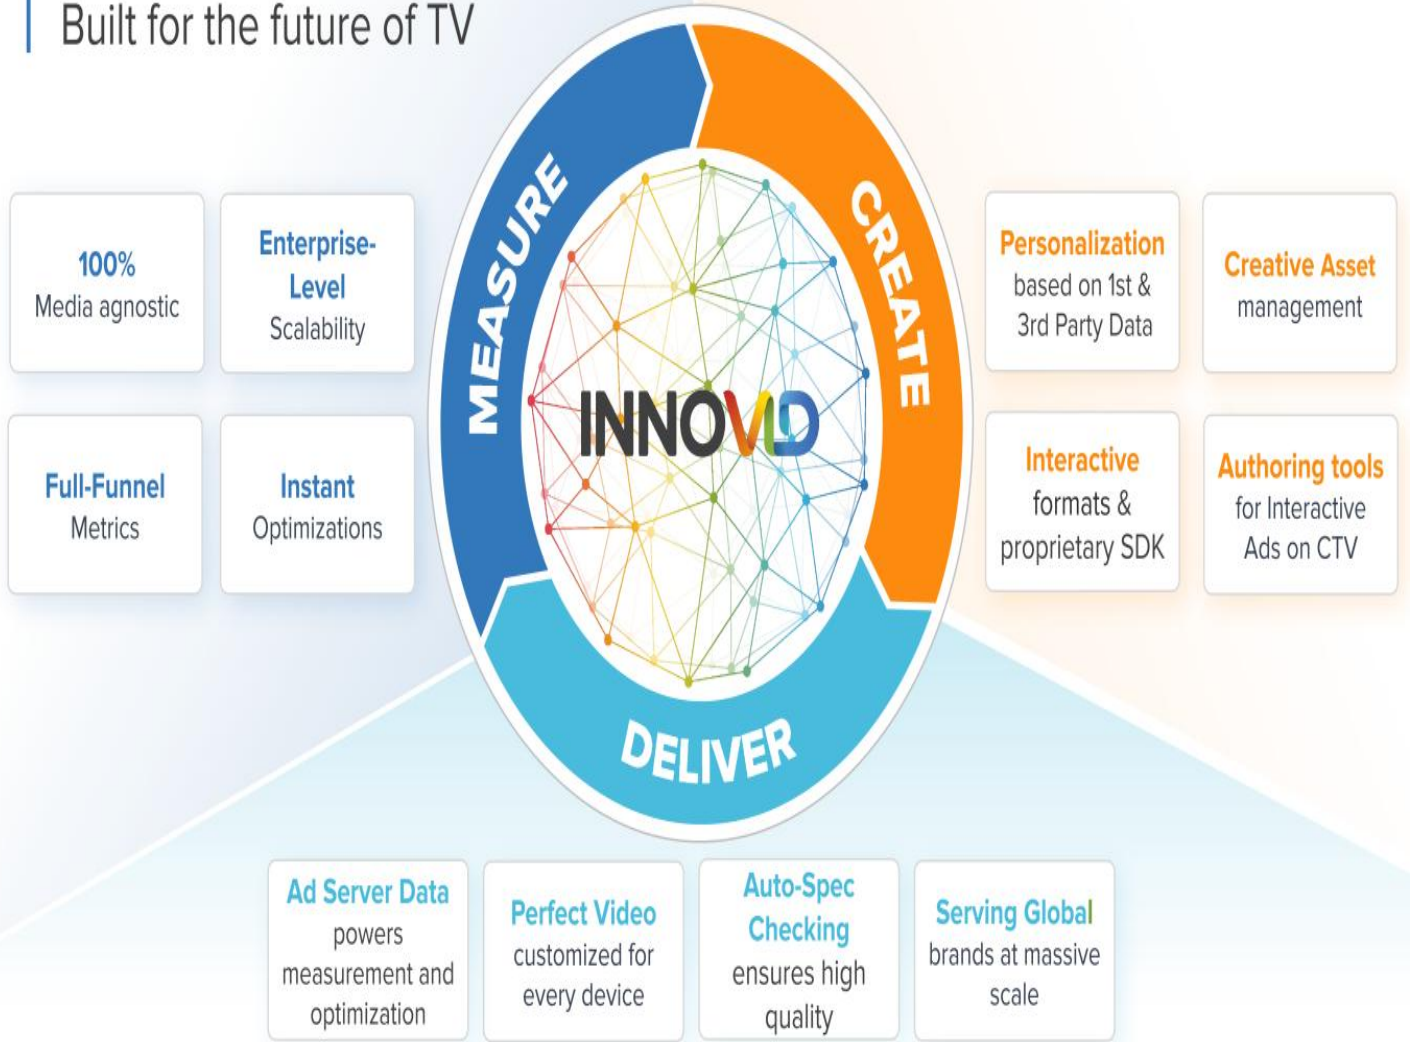 Built for the future of TV
MEASURE
CREATE
DELIVER
INNOVID
100%
Media agnostic
Enterprise-
Level
Scalability
Full-Funnel
Metrics
Instant
Optimizations
Personalization
based on 1st &
3rd Party Data
Creative Asset
management
Interactive
formats &
proprietary SDK
Authoring tools
for Interactive
Ads on CTV
Ad Server Data
powers
measurement and
optimization
Perfect Video
customized for
every device
Auto-Spec
Checking
ensures high
quality
Serving Global
brands at massive
scale